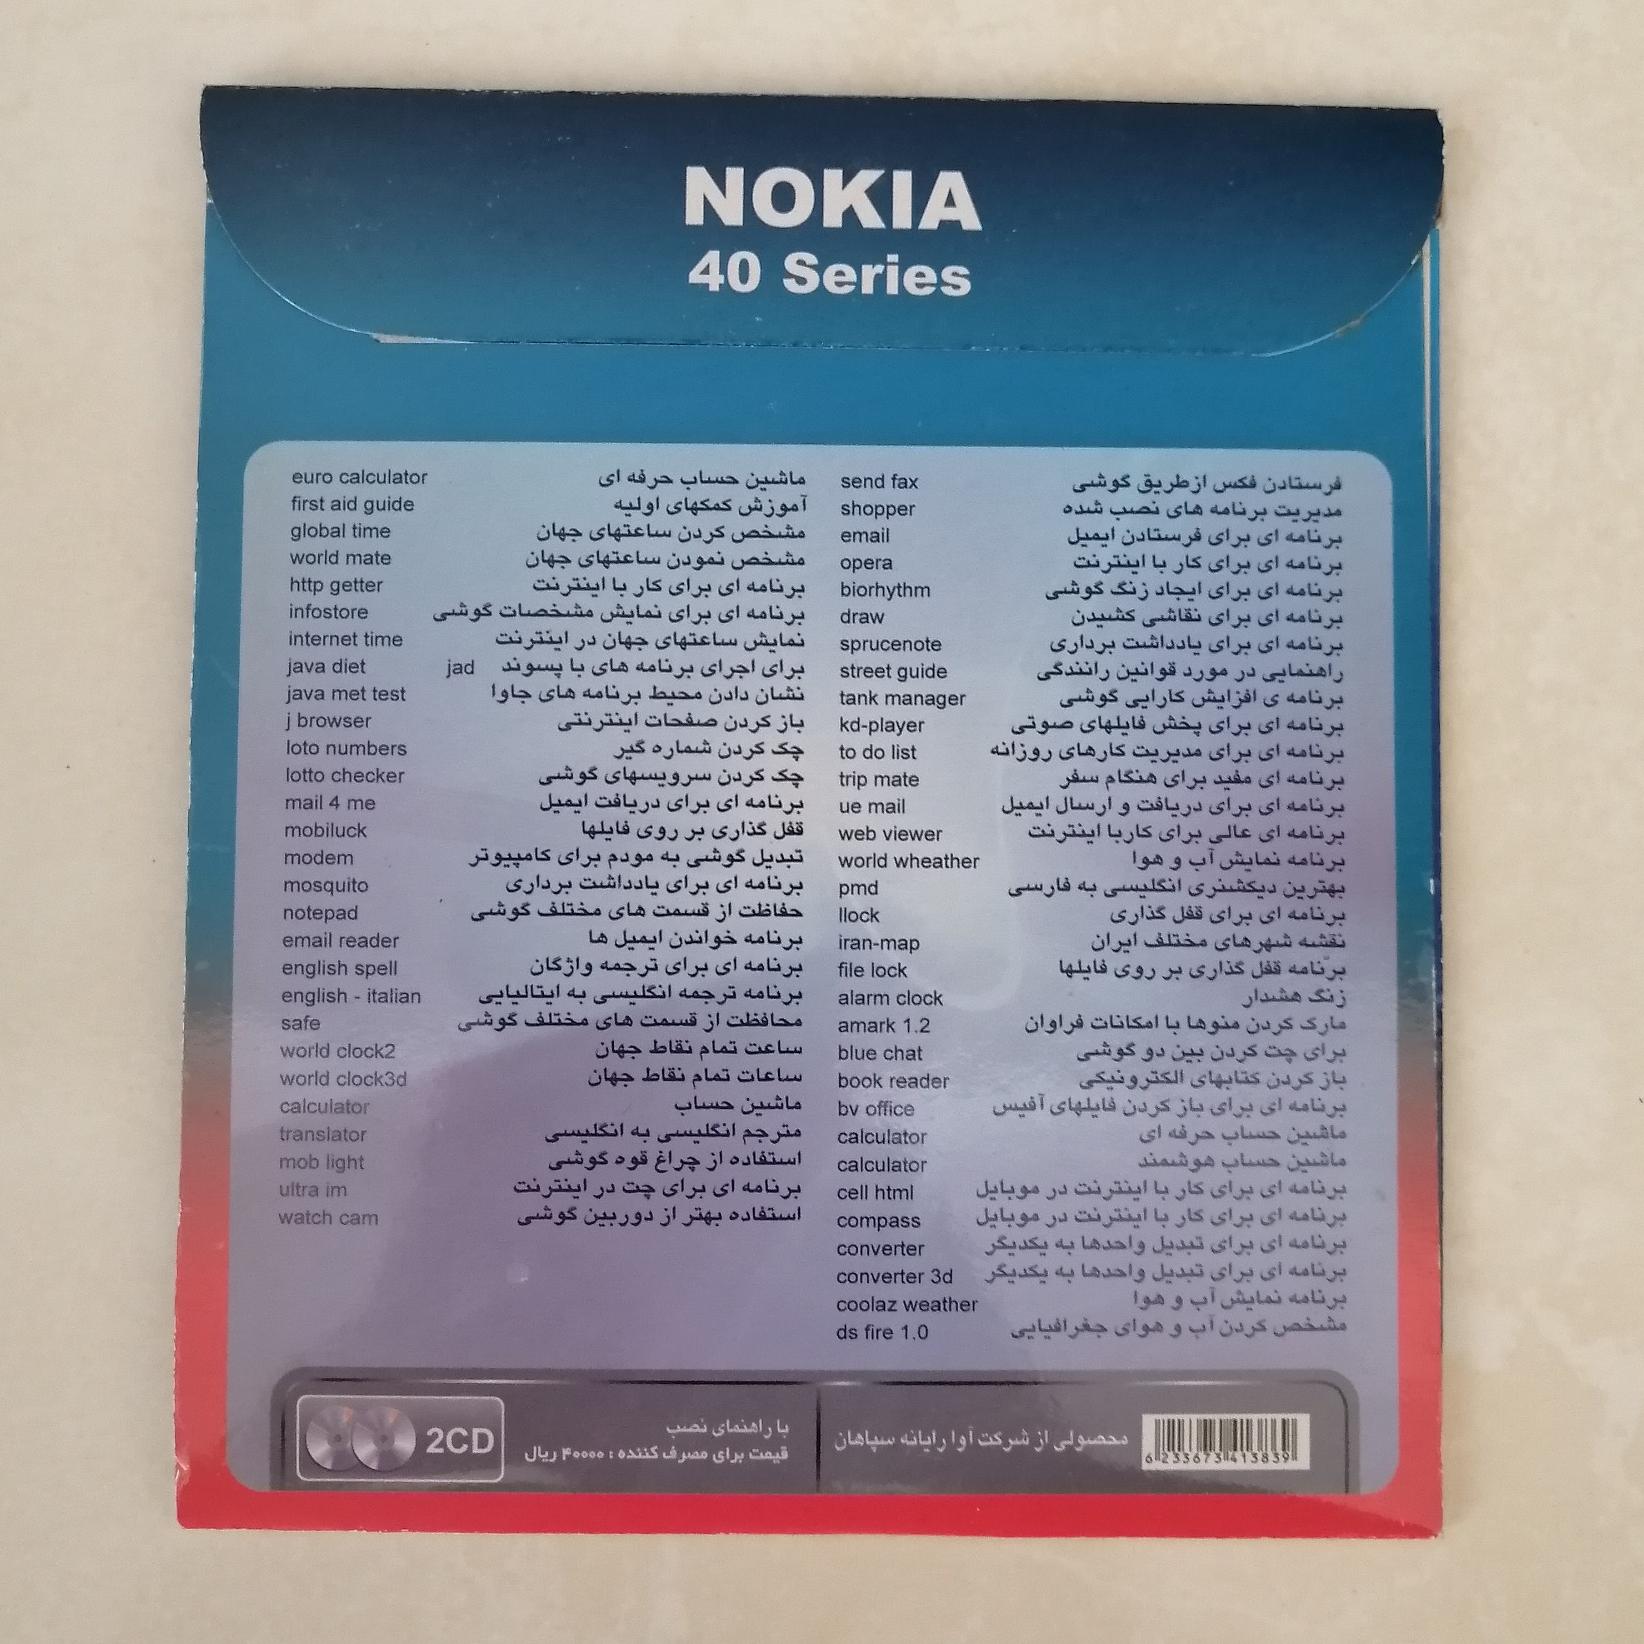 NOKIA
40 Series
euro calculator ماشین حساب حرفه ای
first aid guide آموزش کمکهای اولیه
global time مشخص کردن ساعتهای جهان
world mate مشخص نمودن ساعتهای جهان
http getter برنامه ای برای کار با اینترنت
infostore برنامه ای برای نمایش مشخصات گوشی
internet time نمایش ساعتهای جهان در اینترنت
java diet برای اجرای برنامه های با پسوند jad
java met test نشان دادن محیط برنامه های جاوا
j browser باز کردن صفحات اینترنتی
loto numbers چک کردن شماره گیر
lotto checker چک کردن سرویسهای گوشی
mail 4 me برنامه ای برای دریافت ایمیل
mobiluck قفل گذاری بر روی فایلها
modem تبدیل گوشی به مودم برای کامپیوتر
mosquito برنامه ای برای یادداشت برداری
notepad حفاظت از قسمت های مختلف گوشی
email reader برنامه خواندن ایمیل ها
english spell برنامه ای برای ترجمه واژگان
english - italian برنامه ترجمه انگلیسی به ایتالیایی
safe محافظت از قسمت های مختلف گوشی
world clock2 ساعت تمام نقاط جهان
world clock3d ساعات تمام نقاط جهان
calculator ماشین حساب
translator مترجم انگلیسی به انگلیسی
mob light استفاده از چراغ قوه گوشی
ultra im برنامه ای برای چت در اینترنت
watch cam استفاده بهتر از دوربین گوشی
send fax فرستادن فکس ازطریق گوشی
shopper مدیریت برنامه های نصب شده
email برنامه ای برای فرستادن ایمیل
opera برنامه ای برای کار با اینترنت
biorhythm برنامه ای برای ایجاد زنگ گوشی
draw برنامه ای برای نقاشی کشیدن
sprucenote برنامه ای برای یادداشت برداری
street guide راهنمایی در مورد قوانین رانندگی
tank manager برنامه ی افزایش کارایی گوشی
kd-player برنامه ای برای پخش فایلهای صوتی
to do list برنامه ای برای مدیریت کارهای روزانه
trip mate برنامه ای مفید برای هنگام سفر
ue mail برنامه ای برای دریافت و ارسال ایمیل
web viewer برنامه ای عالی برای کاربا اینترنت
world wheather برنامه نمایش آب و هوا
pmd بهترین دیکشنری انگلیسی به فارسی
llock برنامه ای برای قفل گذاری
iran-map نقشه شهرهای مختلف ایران
file lock برنامه قفل گذاری بر روی فایلها
alarm clock زنگ هشدار
amark 1.2 مارک کردن منوها با امکانات فراوان
blue chat برای چت کردن بین دو گوشی
book reader باز کردن کتابهای الکترونیکی
bv office برنامه ای برای باز کردن فایلهای آفیس
calculator ماشین حساب حرفه ای
calculator ماشین حساب هوشمند
cell html برنامه ای برای کار با اینترنت در موبایل
compass برنامه ای برای کار با اینترنت در موبایل
converter برنامه ای برای تبدیل واحدها به یکدیگر
converter 3d برنامه ای برای تبدیل واحدها به یکدیگر
coolaz weather برنامه نمایش آب و هوا
ds fire 1.0 مشخص کردن آب و هوای جغرافیایی
2CD
با راهنمای نصب
قیمت برای مصرف کننده : ۴۰۰۰۰ ریال
محصولی از شرکت آوا رایانه سپاهان
6 233673 413839